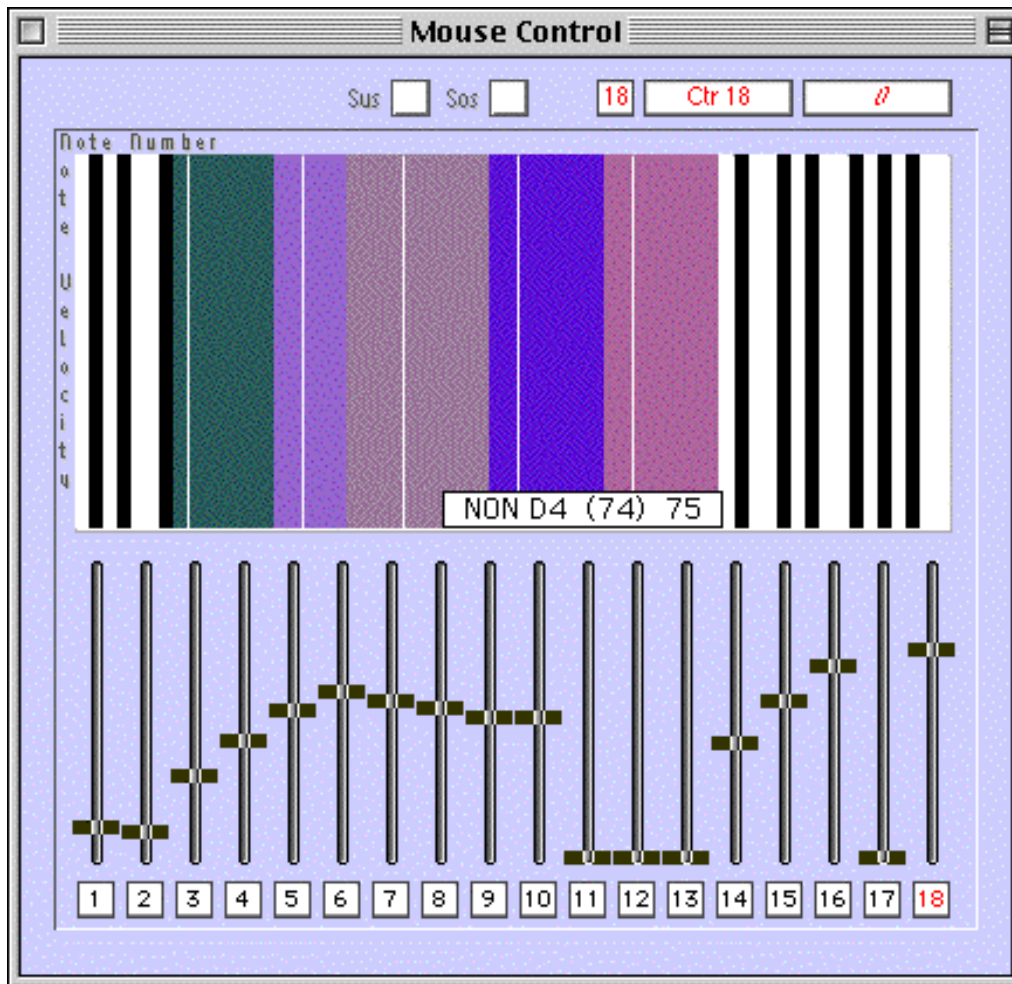 Mouse Control
Sus Sos 18 Ctr 18
Note Number
Note Velocity
NON D4 (74) 75
1 2 3 4 5 6 7 8 9 10 11 12 13 14 15 16 17 18